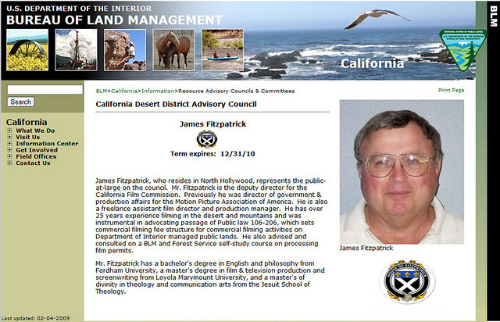 U.S. DEPARTMENT OF THE INTERIOR
BUREAU OF LAND MANAGEMENT
BLM
California
Search
California
What We Do
Visit Us
Information Center
Get Involved
Field Offices
Contact Us
BLM>California>Information>Resource Advisory Councils & Committees
Print Page
California Desert District Advisory Council
James Fitzpatrick
Term expires: 12/31/10
James Fitzpatrick, who resides in North Hollywood, represents the public-
at-large on the council. Mr. Fitzpatrick is the deputy director for the
California Film Commission. Previously he was director of government &
production affairs for the Motion Picture Association of America. He is also
a freelance assistant film director and production manager. He has over
25 years experience filming in the desert and mountains and was
instrumental in advocating passage of Public law 106-206, which sets
commercial filming fee structure for commercial filming activities on
Department of Interior managed public lands. He also advised and
consulted on a BLM and Forest Service self-study course on processing
film permits.
Mr. Fitzpatrick has a bachelor's degree in English and philosophy from
Fordham University, a master's degree in film & television production and
screenwriting from Loyola Marymount University, and a master's of
divinity in theology and communication arts from the Jesuit School of
Theology.
James Fitzpatrick
Last updated: 02-04-2009